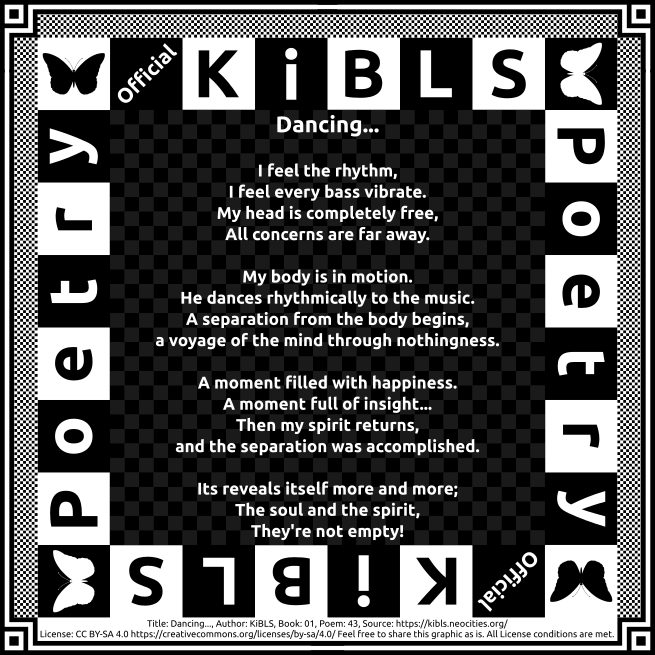 Official KiBLS
Poetry
Poetry
Dancing...
I feel the rhythm,
I feel every bass vibrate.
My head is completely free,
All concerns are far away.
My body is in motion.
He dances rhythmically to the music.
A separation from the body begins,
a voyage of the mind through nothingness.
A moment filled with happiness.
A moment full of insight...
Then my spirit returns,
and the separation was accomplished.
Its reveals itself more and more;
The soul and the spirit,
They're not empty!
Official KiBLS
Title: Dancing..., Author: KiBLS, Book: 01, Poem: 43, Source: https://kibls.neocities.org/
License: CC BY-SA 4.0 https://creativecommons.org/licenses/by-sa/4.0/ Feel free to share this graphic as is. All License conditions are met.